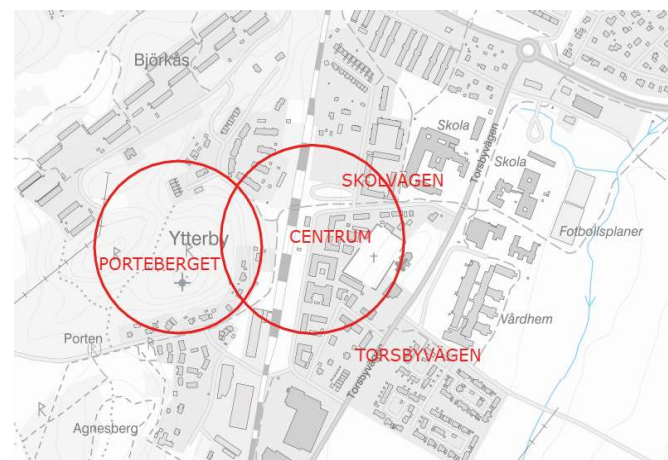 Björkås
Skola
Torsbyvägen
Skola
SKOLVÄGEN
Ytterby
R
CENTRUM
Fotbollsplaner
PORTEBERGET
Vårdhem
Porten
R
R
TORSBYVÄGEN
Torsbyvägen
R
Agnesberg